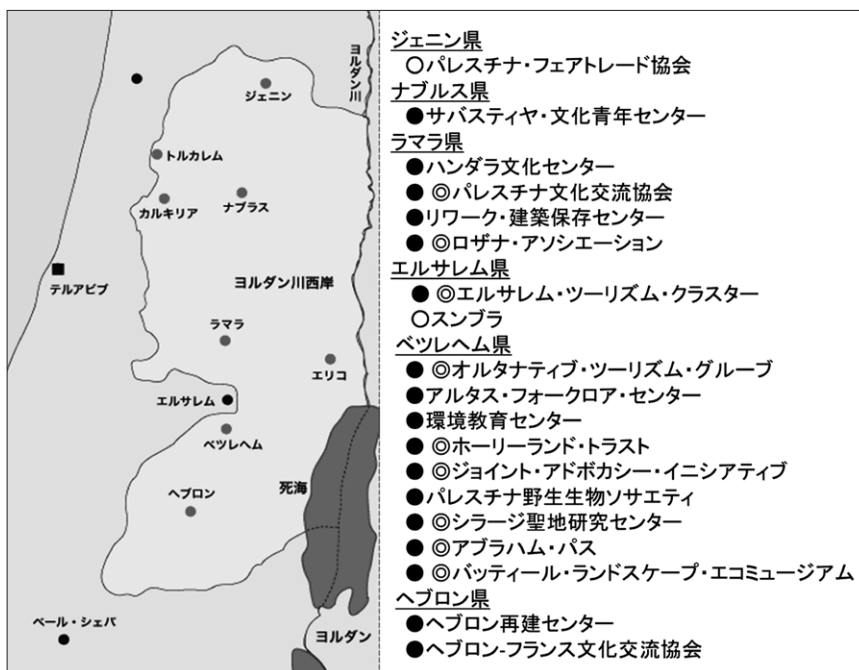 ヨルダン川
ジェニン
トルカレム
カルキリア
ナブラス
テルアビブ
ヨルダン川西岸
ラマラ
エリコ
エルサレム
ベツレヘム
死海
ヘブロン
ベール・シェバ
ヨルダン
ジェニン県
○パレスチナ・フェアトレード協会
ナブルス県
●サバスティヤ・文化青年センター
ラマラ県
●ハンダラ文化センター
● ◎パレスチナ文化交流協会
●リワーク・建築保存センター
● ◎ロザナ・アソシエーション
エルサレム県
● ◎エルサレム・ツーリズム・クラスター
○スンブラ
ベツレヘム県
● ◎オルタナティブ・ツーリズム・グループ
●アルタス・フォークロア・センター
●環境教育センター
● ◎ホーリーランド・トラスト
● ◎ジョイント・アドボカシー・イニシアティブ
●パレスチナ野生生物ソサエティ
● ◎シラージ聖地研究センター
● ◎アブラハム・パス
● ◎バッティール・ランドスケープ・エコミュージアム
ヘブロン県
●ヘブロン再建センター
●ヘブロン-フランス文化交流協会